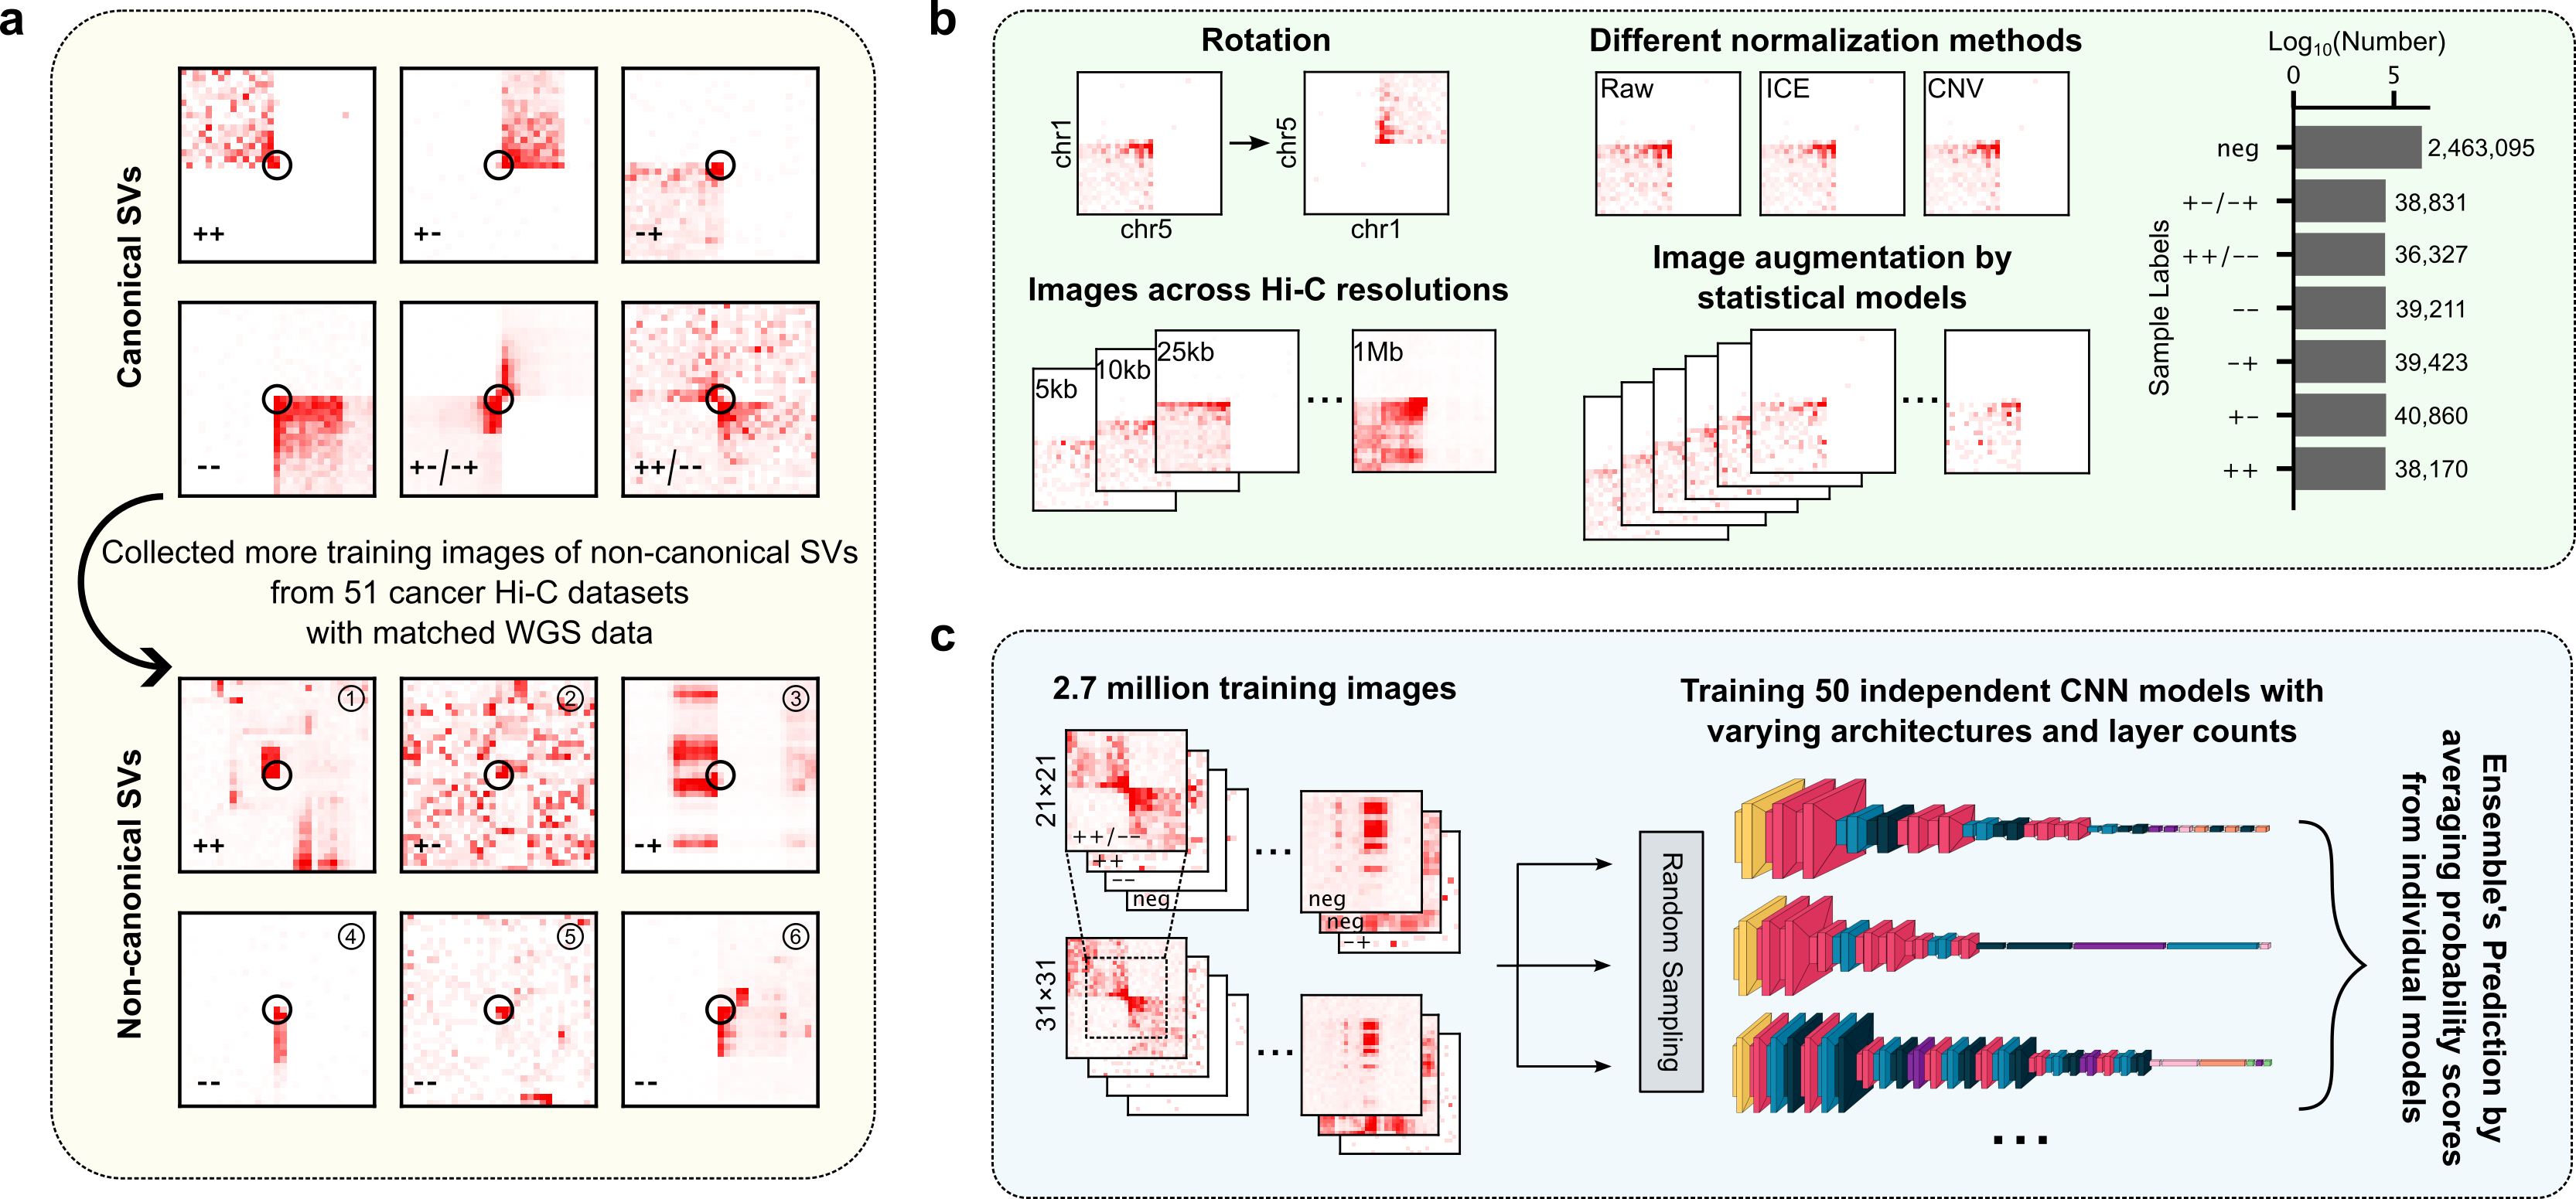 a
Canonical SVs
++
+-
-+
--
+-/-+
++/--
Collected more training images of non-canonical SVs
from 51 cancer Hi-C datasets
with matched WGS data
Non-canonical SVs
1
++
2
+-
3
-+
4
--
5
--
6
--
b
Rotation
chr1
chr5
chr5
chr1
Different normalization methods
Raw
ICE
CNV
Images across Hi-C resolutions
5kb
10kb
25kb
...
1Mb
Image augmentation by
statistical models
...
Log10(Number)
0
5
Sample Labels
neg
2,463,095
+-/-+
38,831
++/--
36,327
--
39,211
-+
39,423
+-
40,860
++
38,170
c
2.7 million training images
21×21
++/--
++
--
neg
...
neg
neg
-+
31×31
...
Random Sampling
Training 50 independent CNN models with
varying architectures and layer counts
...
Ensemble's Prediction by
averaging probability scores
from individual models